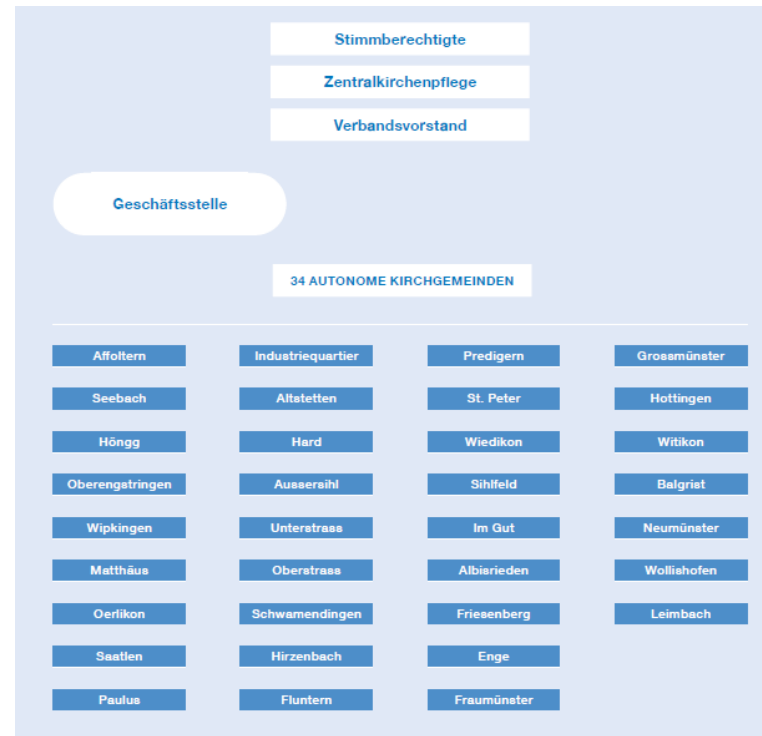 Stimmberechtigte
Zentralkirchenpflege
Verbandsvorstand
Geschäftsstelle
34 AUTONOME KIRCHGEMEINDEN
Affoltern
Industriequartier
Predigern
Grossmünster
Seebach
Altstetten
St. Peter
Hottingen
Höngg
Hard
Wiedikon
Witikon
Oberengstringen
Aussersihl
Sihlfeld
Balgrist
Wipkingen
Unterstrass
Im Gut
Neumünster
Matthäus
Oberstrass
Albisrieden
Wollishofen
Oerlikon
Schwamendingen
Friesenberg
Leimbach
Saatlen
Hirzenbach
Enge
Paulus
Fluntern
Fraumünster